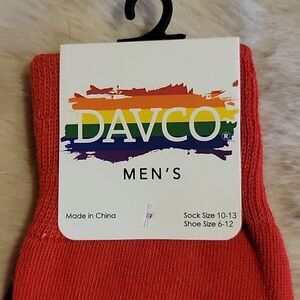 DAVCO®
MEN'S
Made in China
Sock Size 10-13
Shoe Size 6-12